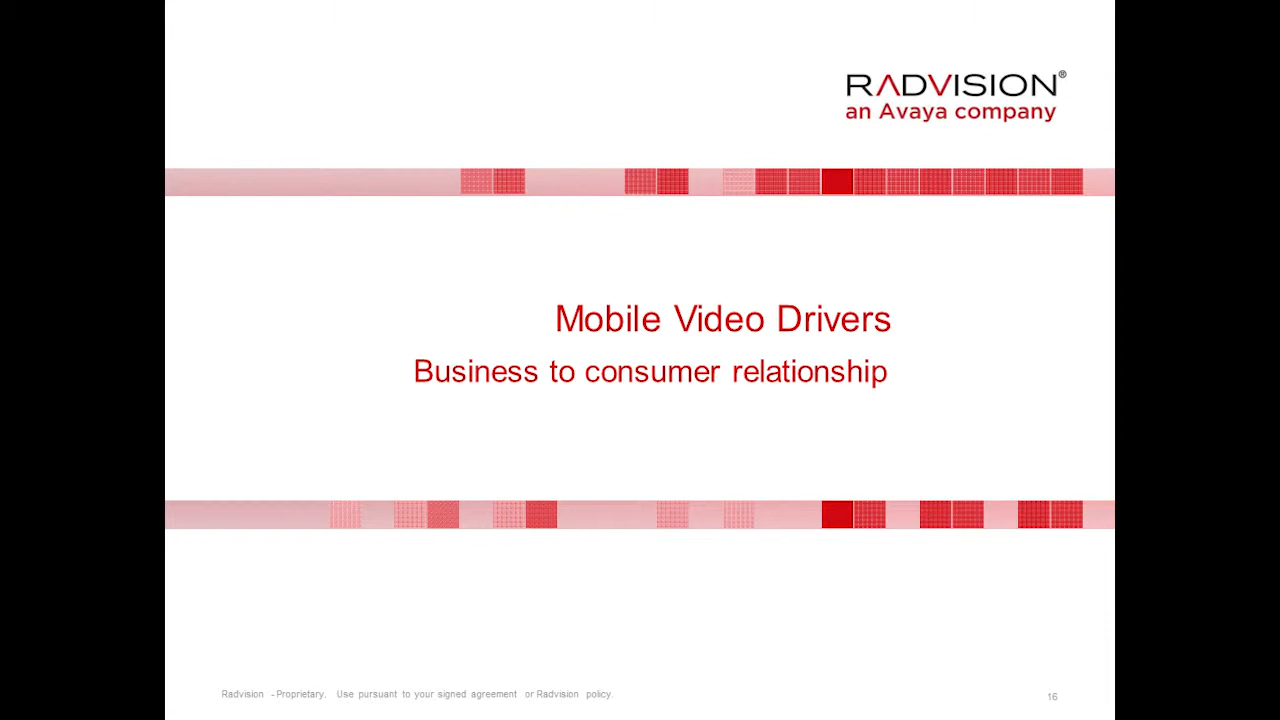 RADVISION®
an Avaya company
Mobile Video Drivers
Business to consumer relationship
Radvision - Proprietary. Use pursuant to your signed agreement or Radvision policy.
16